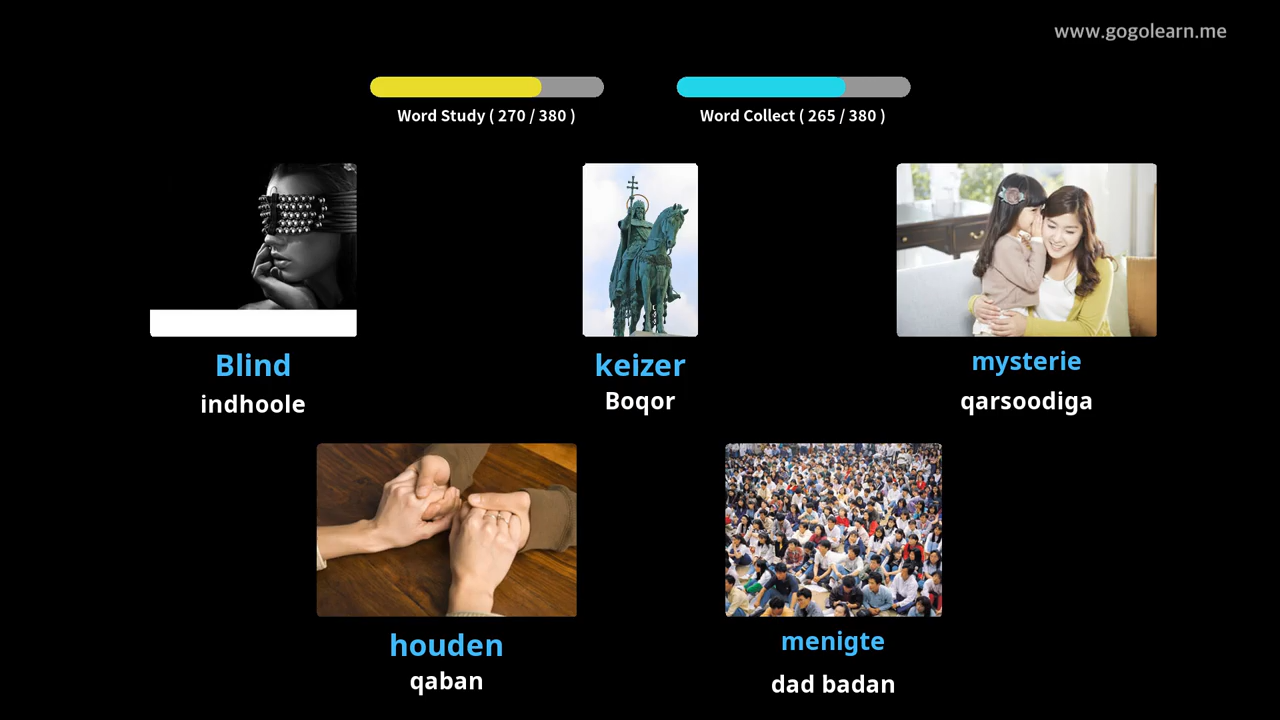 www.gogolearn.me
Word Study ( 270 / 380 )
Word Collect ( 265 / 380 )
Blind
indhoole
keizer
Boqor
mysterie
qarsoodiga
houden
qaban
menigte
dad badan